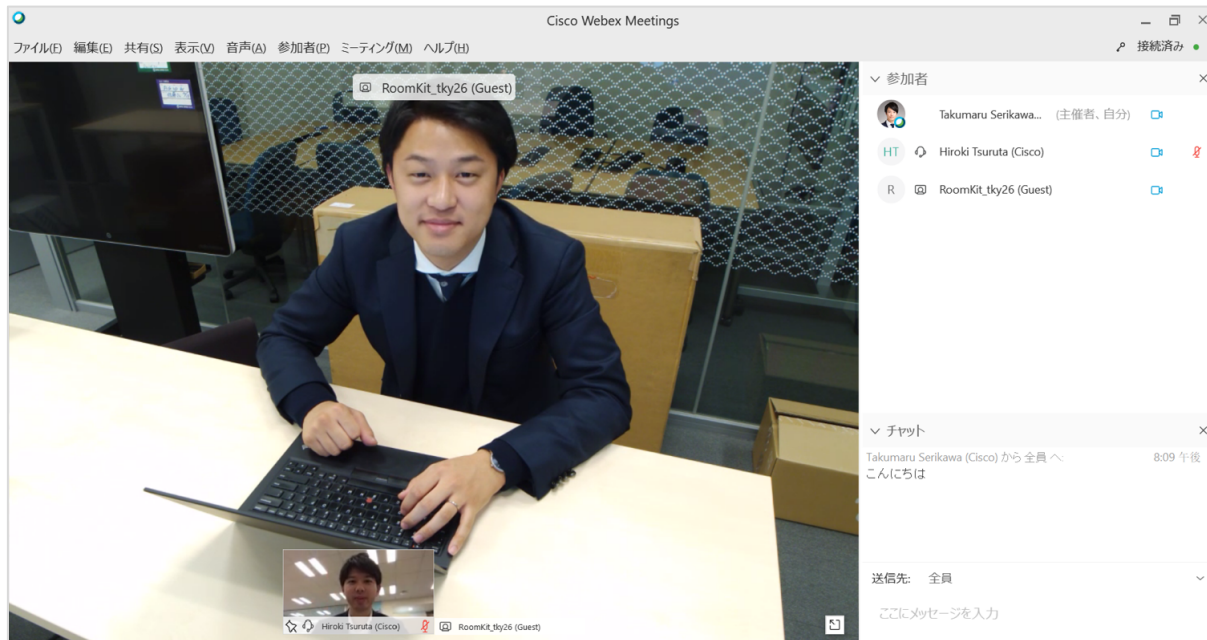 Cisco Webex Meetings
ファイル(F) 編集(E) 共有(S) 表示(V) 音声(A) 参加者(P) ミーティング(M) ヘルプ(H)
接続済み
RoomKit_tky26 (Guest)
参加者
Takumaru Serikawa... (主催者、自分)
HT Hiroki Tsuruta (Cisco)
R RoomKit_tky26 (Guest)
チャット
Takumaru Serikawa (Cisco) から 全員 へ: 8:09 午後
こんにちは
送信先: 全員
ここにメッセージを入力
Hiroki Tsuruta (Cisco) RoomKit_tky26 (Guest)